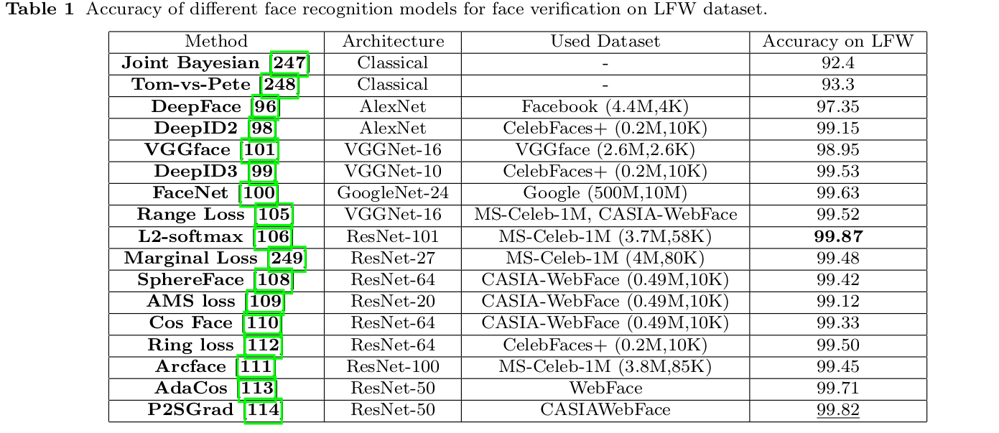 Table 1 Accuracy of different face recognition models for face verification on LFW dataset.
Method Architecture Used Dataset Accuracy on LFW
Joint Bayesian [247] Classical - 92.4
Tom-vs-Pete [248] Classical - 93.3
DeepFace [96] AlexNet Facebook (4.4M,4K) 97.35
DeepID2 [98] AlexNet CelebFaces+ (0.2M,10K) 99.15
VGGface [101] VGGNet-16 VGGface (2.6M,2.6K) 98.95
DeepID3 [99] VGGNet-10 CelebFaces+ (0.2M,10K) 99.53
FaceNet [100] GoogleNet-24 Google (500M,10M) 99.63
Range Loss [105] VGGNet-16 MS-Celeb-1M, CASIA-WebFace 99.52
L2-softmax [106] ResNet-101 MS-Celeb-1M (3.7M,58K) 99.87
Marginal Loss [249] ResNet-27 MS-Celeb-1M (4M,80K) 99.48
SphereFace [108] ResNet-64 CASIA-WebFace (0.49M,10K) 99.42
AMS loss [109] ResNet-20 CASIA-WebFace (0.49M,10K) 99.12
Cos Face [110] ResNet-64 CASIA-WebFace (0.49M,10K) 99.33
Ring loss [112] ResNet-64 CelebFaces+ (0.2M,10K) 99.50
Arcface [111] ResNet-100 MS-Celeb-1M (3.8M,85K) 99.45
AdaCos [113] ResNet-50 WebFace 99.71
P2SGrad [114] ResNet-50 CASIAWebFace 99.82